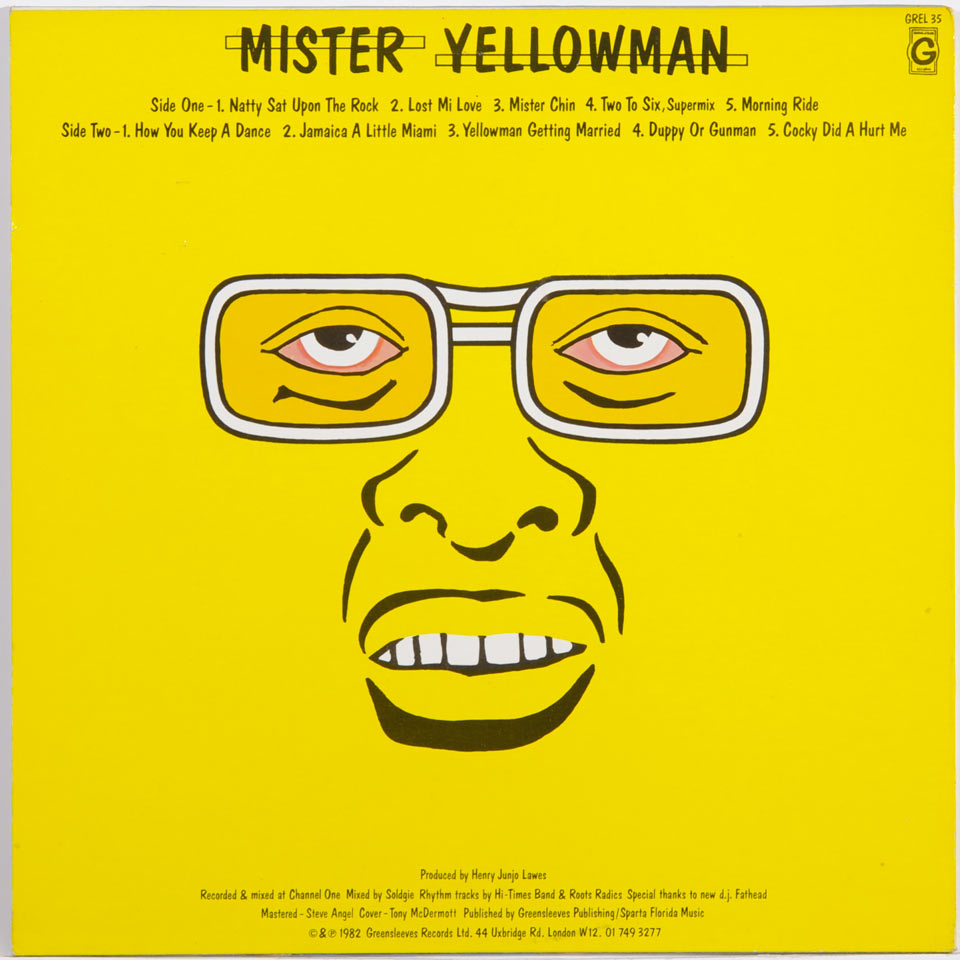 GREL 35
MISTER YELLOWMAN
G
Side One - 1. Natty Sat Upon The Rock 2. Lost Mi Love 3. Mister Chin 4. Two To Six, Supermix 5. Morning Ride
Side Two - 1. How You Keep A Dance 2. Jamaica A Little Miami 3. Yellowman Getting Married 4. Duppy Or Gunman 5. Cocky Did A Hurt Me
Produced by Henry Junjo Lawes
Recorded & mixed at Channel One Mixed by Soldgie Rhythm tracks by Hi-Times Band & Roots Radics Special thanks to new d.j. Fathead
Mastered - Steve Angel Cover - Tony McDermott Published by Greensleeves Publishing/Sparta Florida Music
©&℗ 1982 Greensleeves Records Ltd. 44 Uxbridge Rd. London W12. 01 749 3277